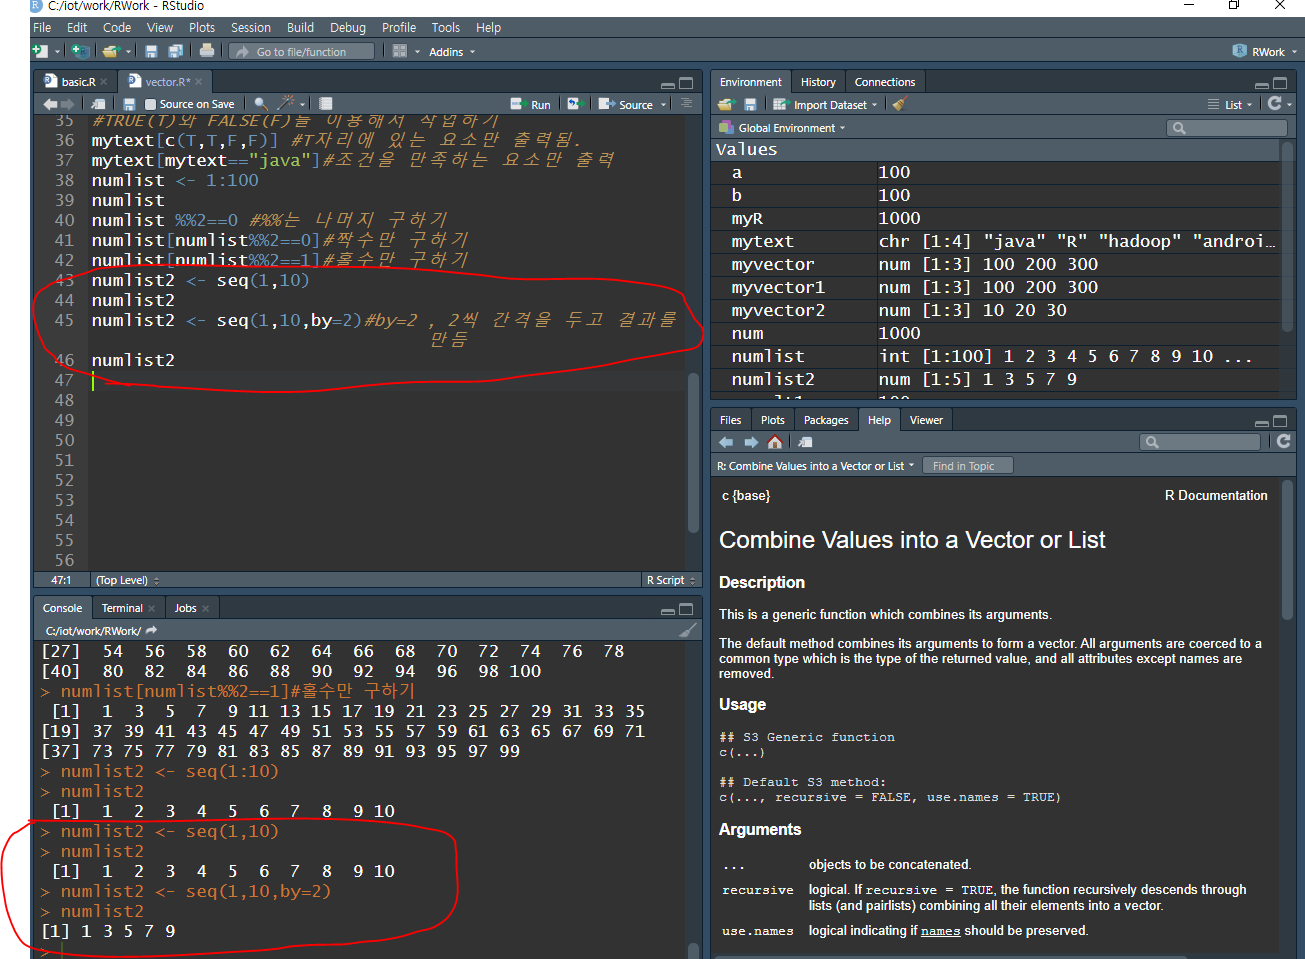 C:/iot/work/RWork - RStudio
File Edit Code View Plots Session Build Debug Profile Tools Help
Go to file/function Addins RWork
basic.R vector.R*
Source on Save Run Source
35 #TRUE(T)와 FALSE(F)를 이용해서 작업하기
36 mytext[c(T,T,F,F)] #T자리에 있는 요소만 출력됨.
37 mytext[mytext=="java"]#조건을 만족하는 요소만 출력
38 numlist <- 1:100
39 numlist
40 numlist %%2==0 #%%는 나머지 구하기
41 numlist[numlist%%2==0]#짝수만 구하기
42 numlist[numlist%%2==1]#홀수만 구하기
43 numlist2 <- seq(1,10)
44 numlist2
45 numlist2 <- seq(1,10,by=2)#by=2 , 2씩 간격을 두고 결과를
만듬
46 numlist2
47
48
49
50
51
52
53
54
55
56
47:1 (Top Level) R Script
Console Terminal Jobs
C:/iot/work/RWork/
[27] 54 56 58 60 62 64 66 68 70 72 74 76 78
[40] 80 82 84 86 88 90 92 94 96 98 100
> numlist[numlist%%2==1]#홀수만 구하기
[1] 1 3 5 7 9 11 13 15 17 19 21 23 25 27 29 31 33 35
[19] 37 39 41 43 45 47 49 51 53 55 57 59 61 63 65 67 69 71
[37] 73 75 77 79 81 83 85 87 89 91 93 95 97 99
> numlist2 <- seq(1:10)
> numlist2
[1] 1 2 3 4 5 6 7 8 9 10
> numlist2 <- seq(1,10)
> numlist2
[1] 1 2 3 4 5 6 7 8 9 10
> numlist2 <- seq(1,10,by=2)
> numlist2
[1] 1 3 5 7 9
>
Environment History Connections
Import Dataset List
Global Environment
Values
a 100
b 100
myR 1000
mytext chr [1:4] "java" "R" "hadoop" "androi…
myvector num [1:3] 100 200 300
myvector1 num [1:3] 100 200 300
myvector2 num [1:3] 10 20 30
num 1000
numlist int [1:100] 1 2 3 4 5 6 7 8 9 10 ...
numlist2 num [1:5] 1 3 5 7 9
Files Plots Packages Help Viewer
R: Combine Values into a Vector or List Find in Topic
c {base} R Documentation
Combine Values into a Vector or List
Description
This is a generic function which combines its arguments.
The default method combines its arguments to form a vector. All arguments are coerced to a
common type which is the type of the returned value, and all attributes except names are
removed.
Usage
## S3 Generic function
c(...)
## Default S3 method:
c(..., recursive = FALSE, use.names = TRUE)
Arguments
... objects to be concatenated.
recursive logical. If recursive = TRUE, the function recursively descends through
lists (and pairlists) combining all their elements into a vector.
use.names logical indicating if names should be preserved.